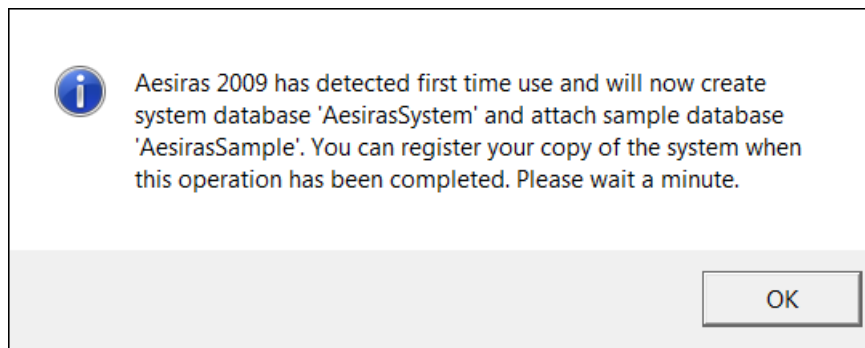 Aesiras 2009 has detected first time use and will now create
system database 'AesirasSystem' and attach sample database
'AesirasSample'. You can register your copy of the system when
this operation has been completed. Please wait a minute.
OK